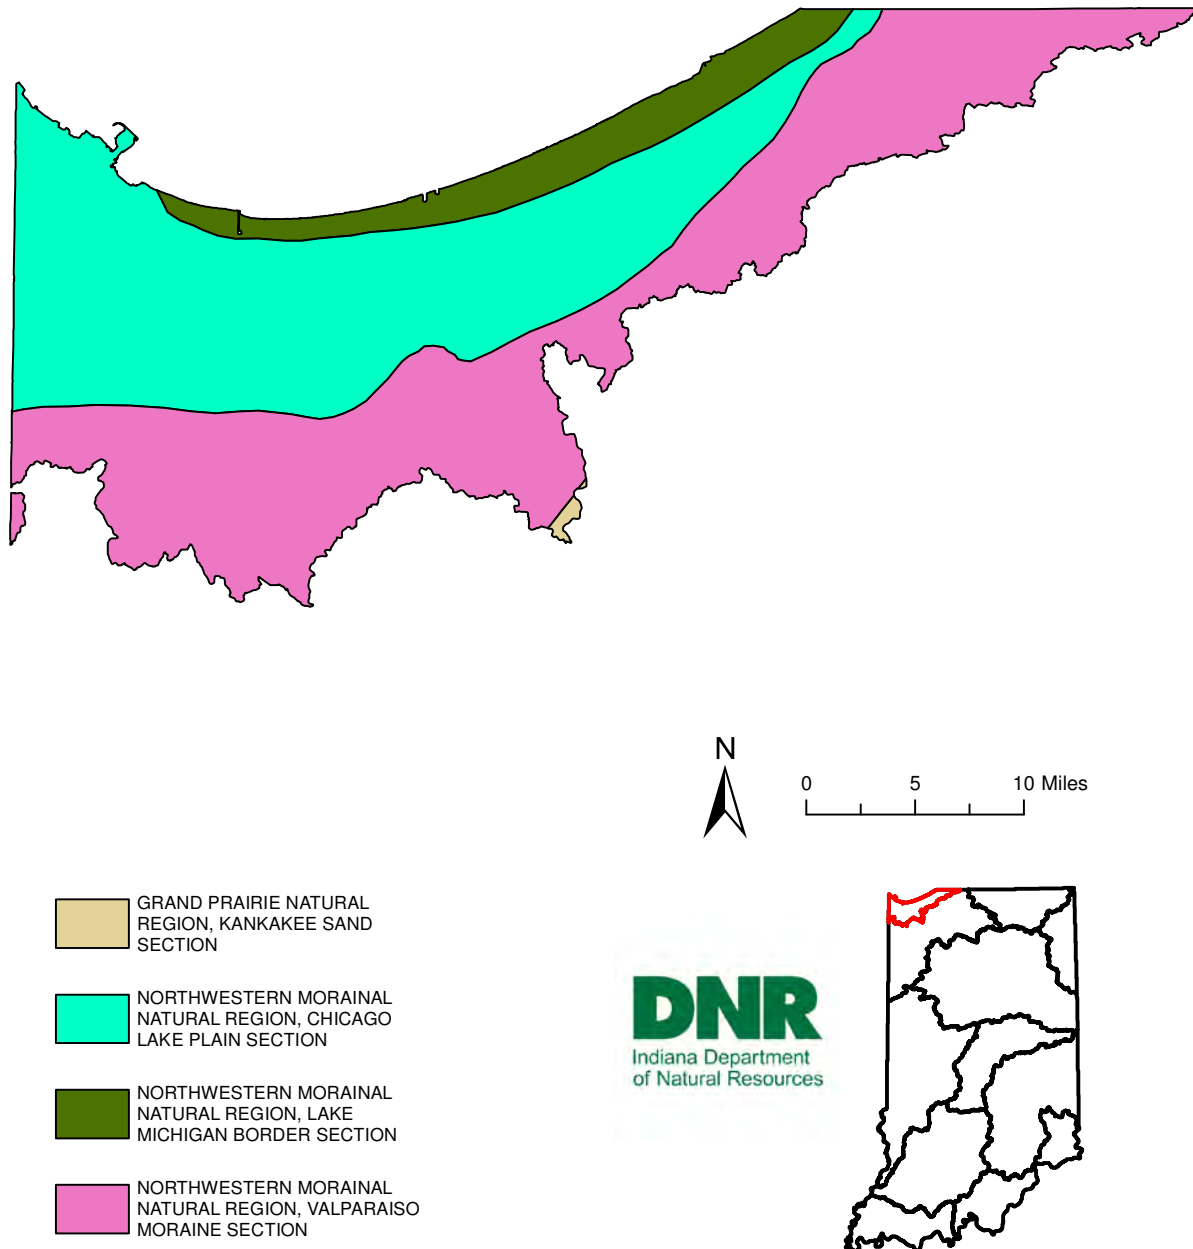 N
0 5 10 Miles
GRAND PRAIRIE NATURAL
REGION, KANKAKEE SAND
SECTION
NORTHWESTERN MORAINAL
NATURAL REGION, CHICAGO
LAKE PLAIN SECTION
NORTHWESTERN MORAINAL
NATURAL REGION, LAKE
MICHIGAN BORDER SECTION
NORTHWESTERN MORAINAL
NATURAL REGION, VALPARAISO
MORAINE SECTION
DNR
Indiana Department
of Natural Resources